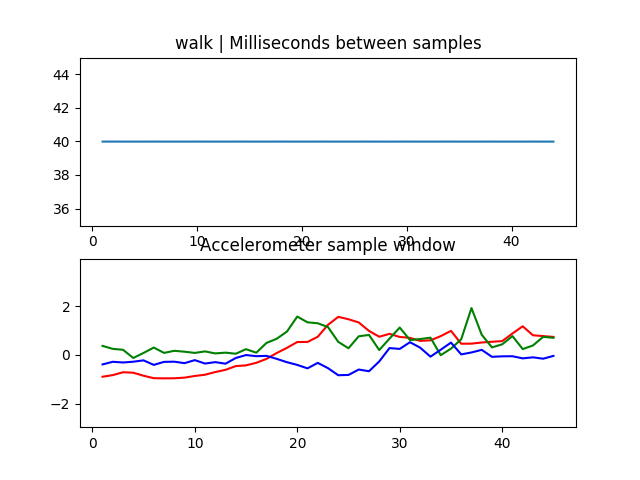 walk | Milliseconds between samples
44
42
40
38
36
0 10 20 30 40
Accelerometer sample window
2
0
−2
0 10 20 30 40